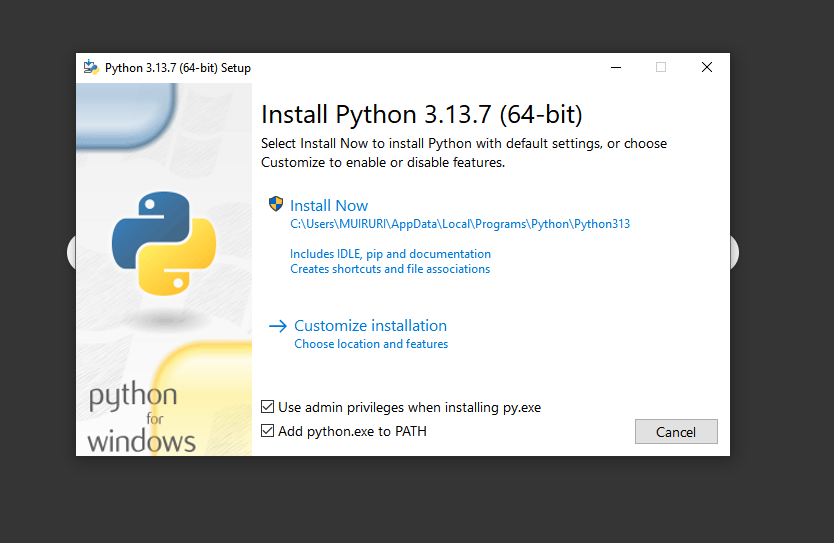 Python 3.13.7 (64-bit) Setup
Install Python 3.13.7 (64-bit)
Select Install Now to install Python with default settings, or choose
Customize to enable or disable features.
Install Now
C:\Users\MUIRURI\AppData\Local\Programs\Python\Python313
Includes IDLE, pip and documentation
Creates shortcuts and file associations
Customize installation
Choose location and features
Use admin privileges when installing py.exe
Add python.exe to PATH
Cancel
python
for
windows